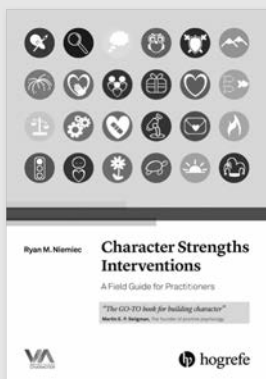 Ryan M. Niemiec
Character Strengths
Interventions
A Field Guide for Practitioners
"The GO-TO book for building character"
Martin E. P. Seligman, The founder of positive psychology
VIA
hogrefe